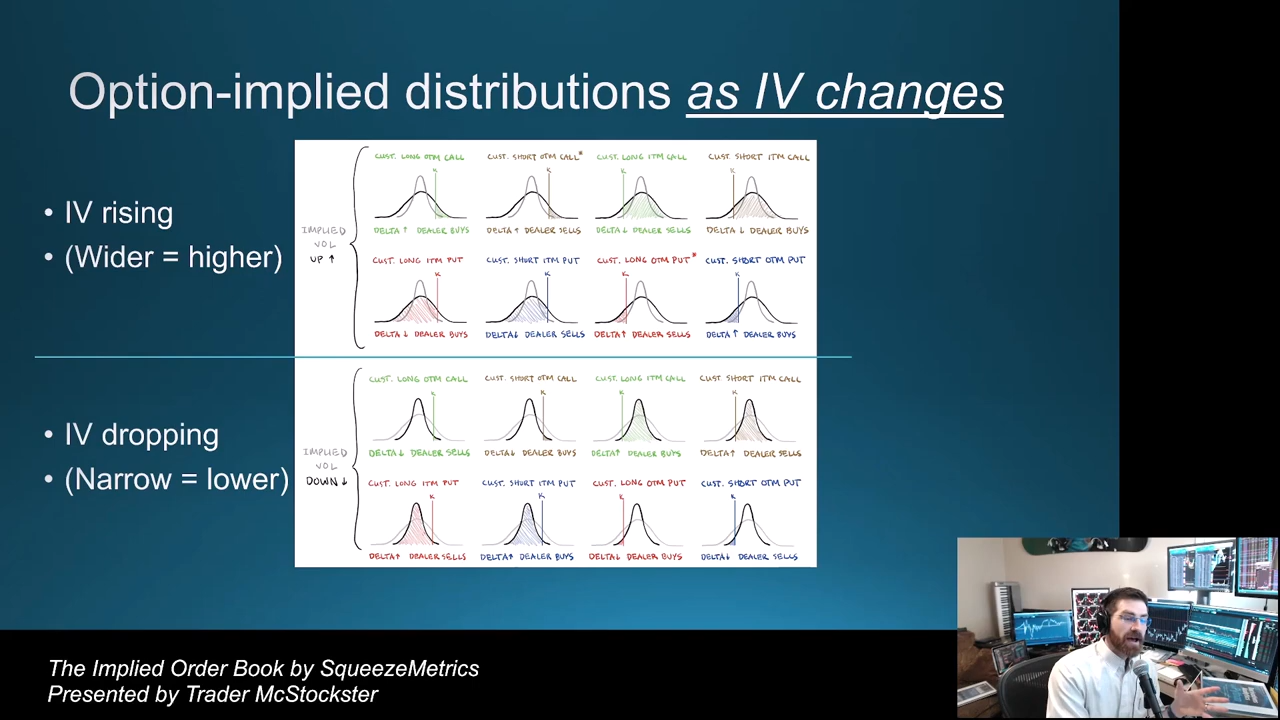 Option-implied distributions as IV changes
• IV rising
• (Wider = higher)
IMPLIED
VOL
UP ↑
CUST. LONG OTM CALL
CUST. SHORT OTM CALL*
CUST. LONG ITM CALL
CUST. SHORT ITM CALL
K
K
K
K
DELTA ↑ DEALER BUYS
DELTA ↑ DEALER SELLS
DELTA ↓ DEALER SELLS
DELTA ↓ DEALER BUYS
CUST. LONG ITM PUT
CUST. SHORT ITM PUT
CUST. LONG OTM PUT*
CUST. SHORT OTM PUT
K
K
K
K
DELTA ↓ DEALER BUYS
DELTA ↓ DEALER SELLS
DELTA ↑ DEALER SELLS
DELTA ↑ DEALER BUYS
• IV dropping
• (Narrow = lower)
IMPLIED
VOL
DOWN ↓
CUST. LONG OTM CALL
CUST. SHORT OTM CALL
CUST. LONG ITM CALL
CUST SHORT ITM CALL
K
K
K
K
DELTA ↓ DEALER SELLS
DELTA ↓ DEALER BUYS
DELTA ↑ DEALER BUYS
DELTA ↑ DEALER SELLS
CUST. LONG ITM PUT
CUST. SHORT ITM PUT
CUST. LONG OTM PUT
CUST. SHORT OTM PUT
K
K
K
K
DELTA ↑ DEALER SELLS
DELTA ↑ DEALER BUYS
DELTA ↓ DEALER BUYS
DELTA ↓ DEALER SELLS
The Implied Order Book by SqueezeMetrics
Presented by Trader McStockster